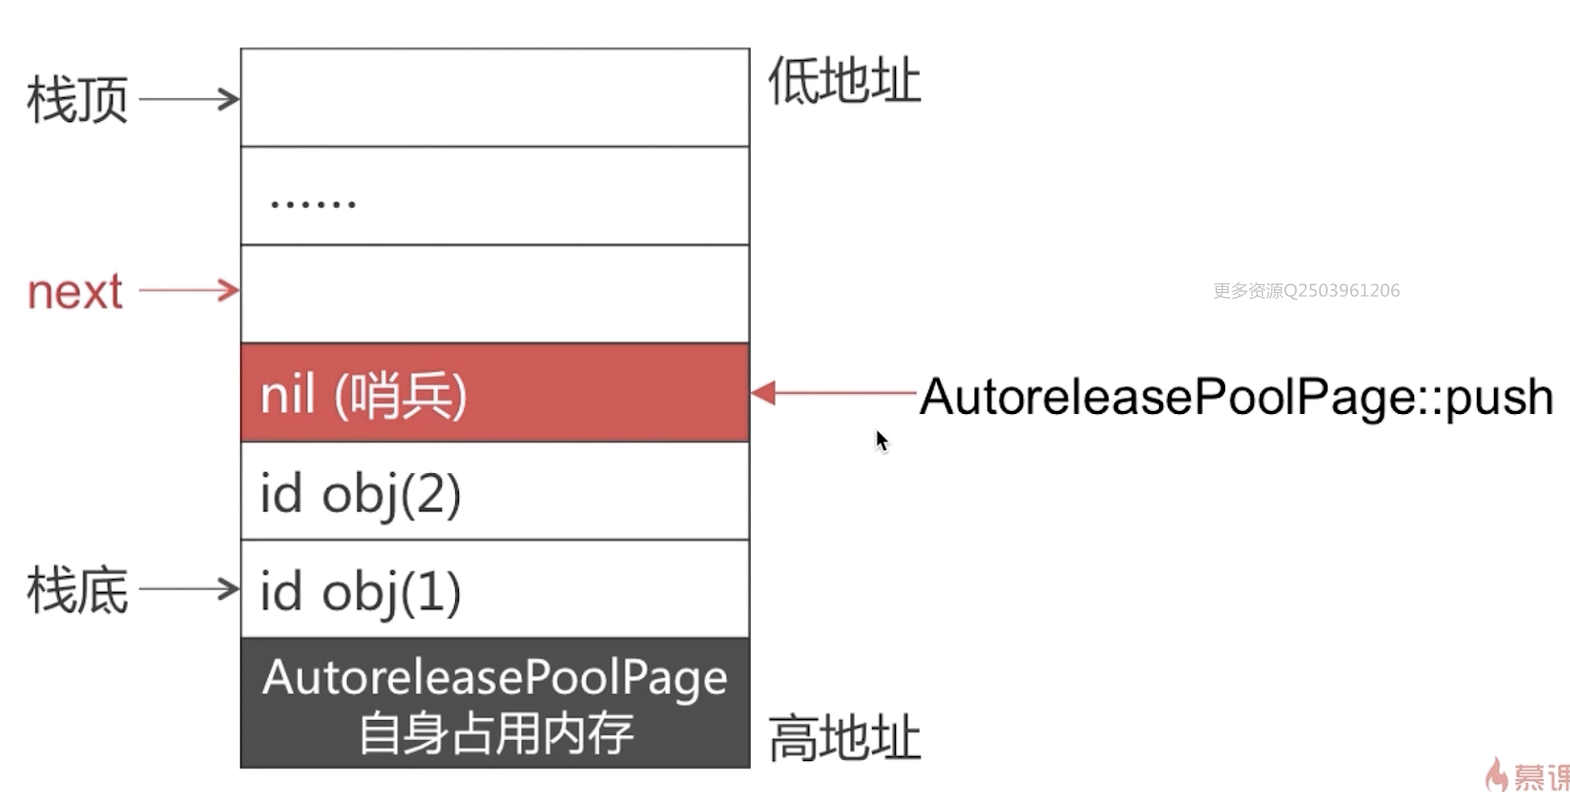 栈顶
低地址
......
next
更多资源Q2503961206
nil (哨兵)
AutoreleasePoolPage::push
id obj(2)
栈底
id obj(1)
AutoreleasePoolPage
自身占用内存
高地址
慕课